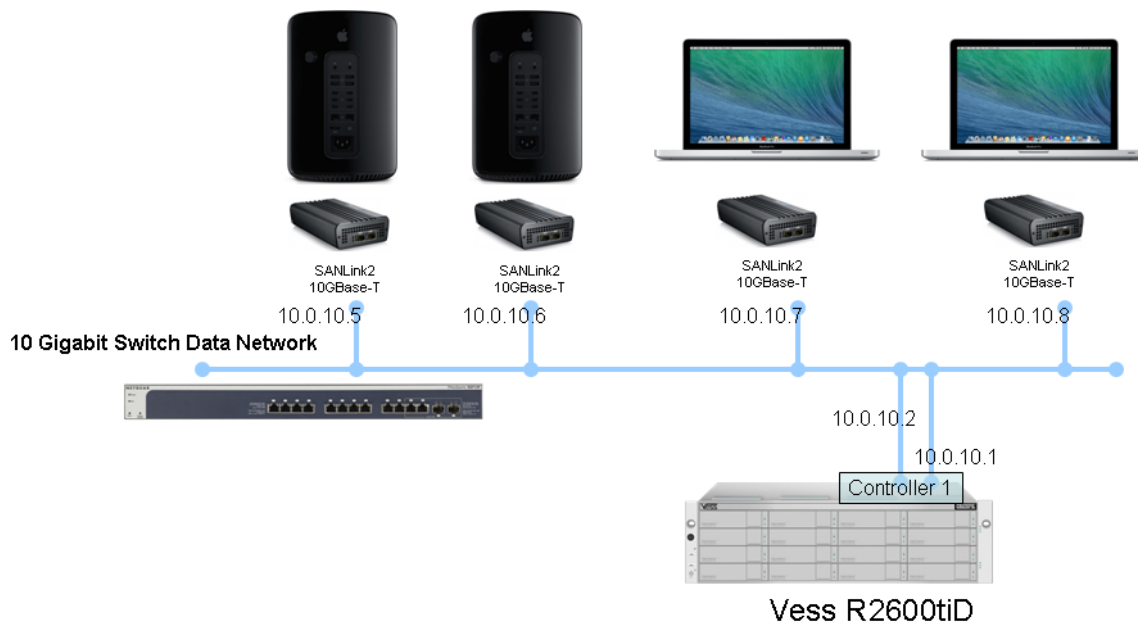 SANLink2
10GBase-T
SANLink2
10GBase-T
SANLink2
10GBase-T
SANLink2
10GBase-T
10.0.10.5
10.0.10.6
10.0.10.7
10.0.10.8
10 Gigabit Switch Data Network
NETGEAR
10.0.10.2
10.0.10.1
Controller 1
Vess
Vess R2600tiD